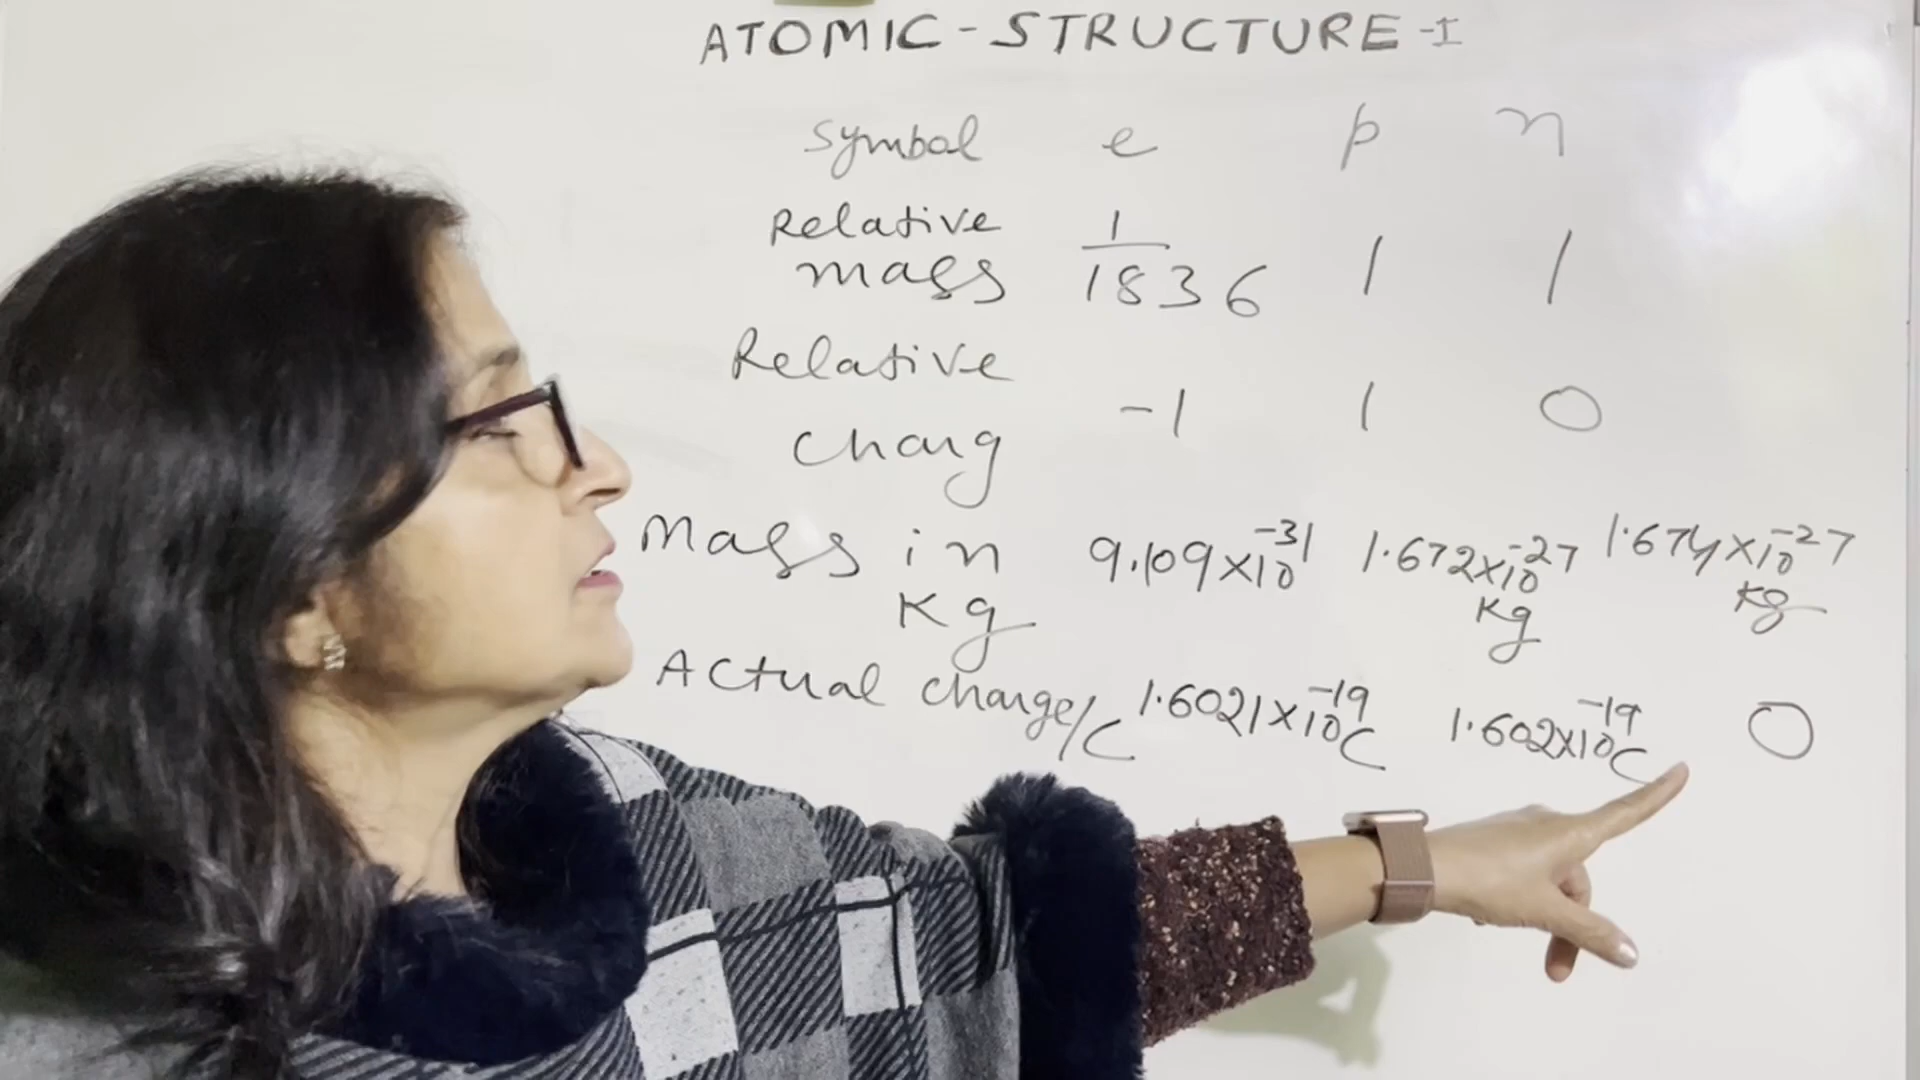 ATOMIC-STRUCTURE-I
Symbol e p n
Relative mass 1/1836 1 1
Relative Charg -1 1 0
Mass in Kg 9.109×10⁻³¹ 1.672×10⁻²⁷ Kg 1.674×10⁻²⁷ Kg
Actual charge/C 1.6021×10⁻¹⁹C 1.602×10⁻¹⁹C 0